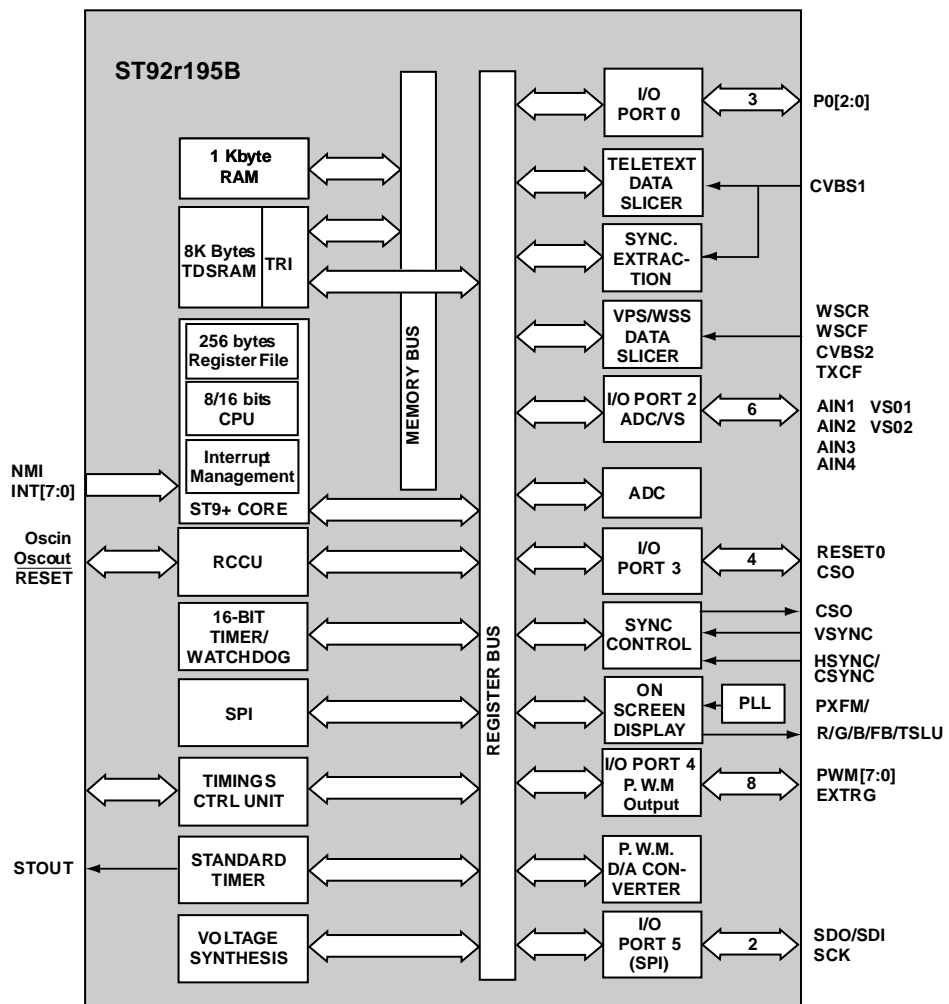 ST92r195B
1 Kbyte
RAM
8K Bytes
TDSRAM
TRI
256 bytes
Register File
8/16 bits
CPU
Interrupt
Management
ST9+ CORE
NMI
INT[7:0]
Oscin
Oscout
RESET
RCCU
16-BIT
TIMER/
WATCHDOG
SPI
TIMINGS
CTRL UNIT
STOUT
STANDARD
TIMER
VOLTAGE
SYNTHESIS
MEMORY BUS
REGISTER BUS
I/O
PORT 0
3
P0[2:0]
TELETEXT
DATA
SLICER
CVBS1
SYNC.
EXTRAC-
TION
VPS/WSS
DATA
SLICER
WSCR
WSCF
CVBS2
TXCF
I/O PORT 2
ADC/VS
6
AIN1 VS01
AIN2 VS02
AIN3
AIN4
ADC
I/O
PORT 3
4
RESET0
CSO
SYNC
CONTROL
CSO
VSYNC
HSYNC/
CSYNC
ON
SCREEN
DISPLAY
PLL
PXFM/
R/G/B/FB/TSLU
I/O PORT 4
P.W.M
Output
8
PWM[7:0]
EXTRG
P.W.M.
D/A CON-
VERTER
I/O
PORT 5
(SPI)
2
SDO/SDI
SCK